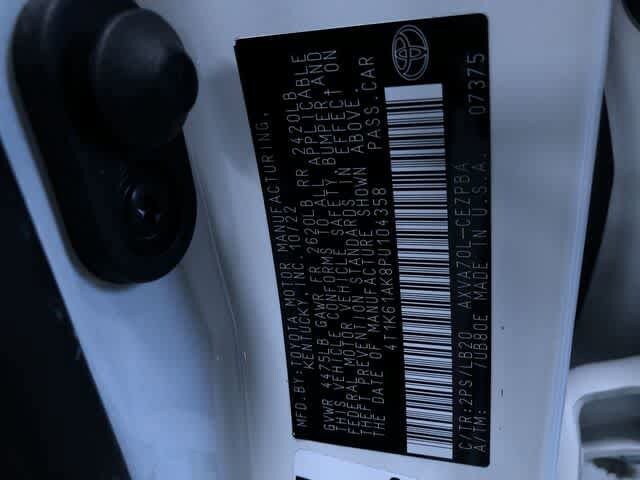 MFD.BY:TOYOTA MOTOR MANUFACTURING,
KENTUCKY, INC. 10/22
GVWR 4475LB GAWR FR 2620LB RR 2420LB
THIS VEHICLE CONFORMS TO ALL APPLICABLE
FEDERAL MOTOR VEHICLE SAFETY, BUMPER, AND
THEFT PREVENTION STANDARDS IN EFFECT ON
THE DATE OF MANUFACTURE SHOWN ABOVE.
4T1K61AK8PU104358 PASS. CAR
C/TR:2PS/LB20 AXVA70L-CEZPBA
A/TM: 7UB80E MADE IN U.S.A. 07375